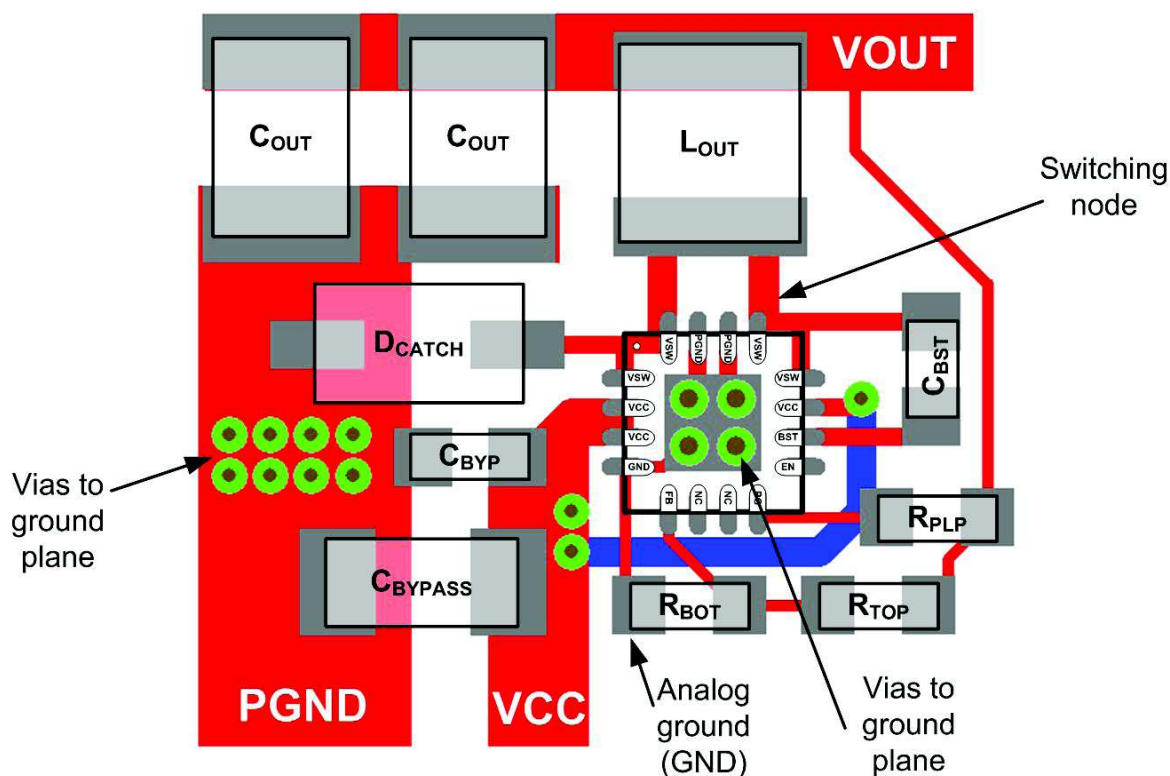 VOUT
COUT
COUT
LOUT
Switching
node
DCATCH
VSW
PGND
PGND
VSW
VSW
VCC
VCC
GND
VSW
VCC
BST
EN
FB
NC
NC
CBST
CBYP
Vias to
ground
plane
RPLP
CBYPASS
RBOT
RTOP
PGND
VCC
Analog
ground
(GND)
Vias to
ground
plane